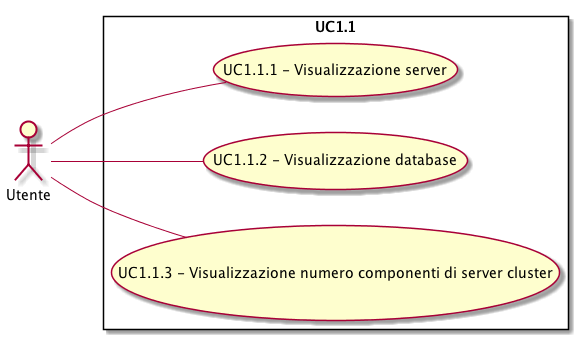 UC1.1
UC1.1.1 – Visualizzazione server
UC1.1.2 – Visualizzazione database
Utente
UC1.1.3 – Visualizzazione numero componenti di server cluster